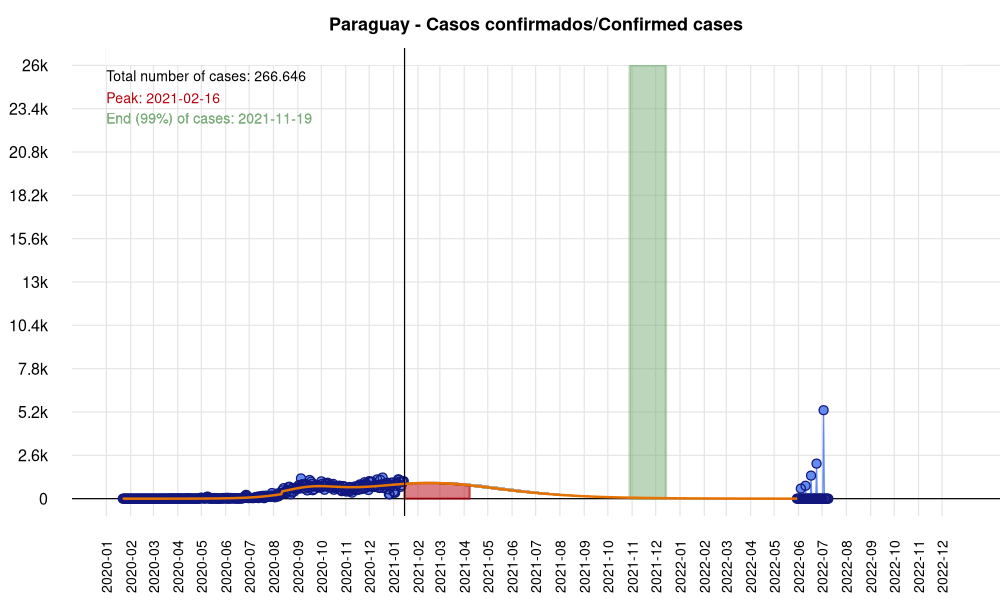 Paraguay - Casos confirmados/Confirmed cases
Total number of cases: 266.646
Peak: 2021-02-16
End (99%) of cases: 2021-11-19
26k
23.4k
20.8k
18.2k
15.6k
13k
10.4k
7.8k
5.2k
2.6k
0
2020-01
2020-02
2020-03
2020-04
2020-05
2020-06
2020-07
2020-08
2020-09
2020-10
2020-11
2020-12
2021-01
2021-02
2021-03
2021-04
2021-05
2021-06
2021-07
2021-08
2021-09
2021-10
2021-11
2021-12
2022-01
2022-02
2022-03
2022-04
2022-05
2022-06
2022-07
2022-08
2022-09
2022-10
2022-11
2022-12